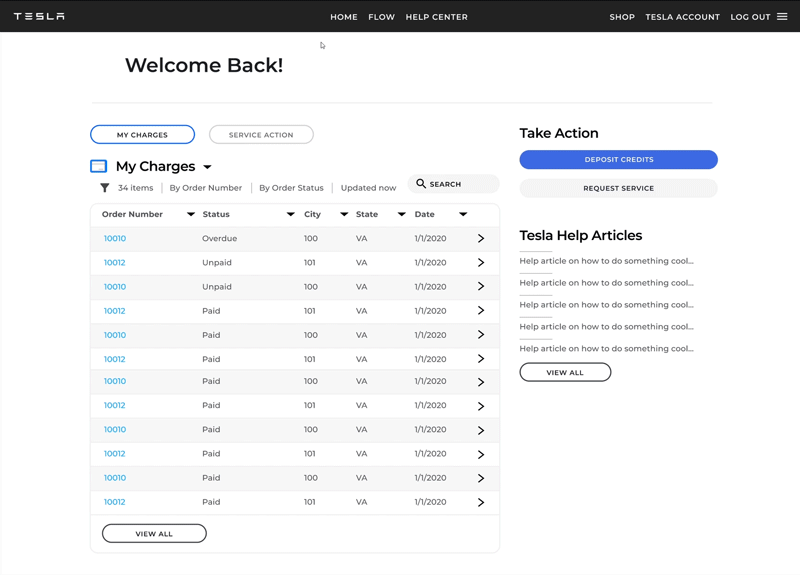 TESLA
HOME FLOW HELP CENTER
SHOP TESLA ACCOUNT LOG OUT
Welcome Back!
MY CHARGES
SERVICE ACTION
My Charges
34 items | By Order Number | By Order Status | Updated now
SEARCH
Order Number Status City State Date
10010 Overdue 100 VA 1/1/2020
10012 Unpaid 101 VA 1/1/2020
10010 Unpaid 100 VA 1/1/2020
10012 Paid 101 VA 1/1/2020
10010 Paid 100 VA 1/1/2020
10012 Paid 101 VA 1/1/2020
10010 Paid 100 VA 1/1/2020
10012 Paid 101 VA 1/1/2020
10010 Paid 100 VA 1/1/2020
10012 Paid 101 VA 1/1/2020
10010 Paid 100 VA 1/1/2020
10012 Paid 101 VA 1/1/2020
VIEW ALL
Take Action
DEPOSIT CREDITS
REQUEST SERVICE
Tesla Help Articles
Help article on how to do something cool...
Help article on how to do something cool...
Help article on how to do something cool...
Help article on how to do something cool...
Help article on how to do something cool...
VIEW ALL